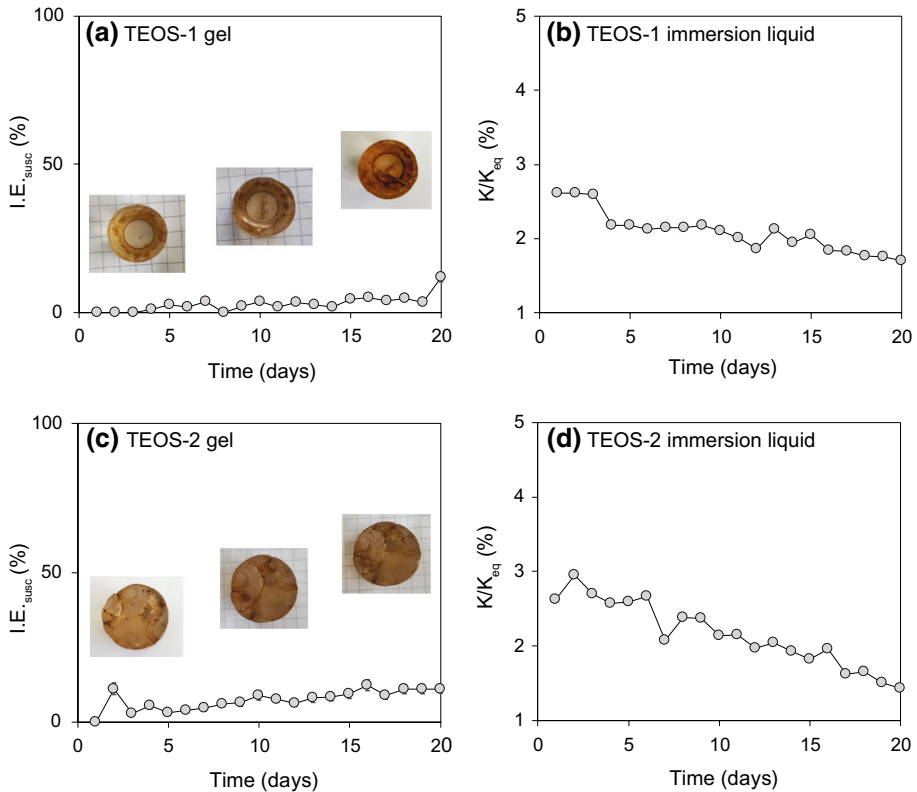 (a) TEOS-1 gel
I.E.susc (%)
100
50
0
0 5 10 15 20
Time (days)
(b) TEOS-1 immersion liquid
K/Keq (%)
5
4
3
2
1
0 5 10 15 20
Time (days)
(c) TEOS-2 gel
I.E.susc (%)
100
50
0
0 5 10 15 20
Time (days)
(d) TEOS-2 immersion liquid
K/Keq (%)
5
4
3
2
1
0 5 10 15 20
Time (days)